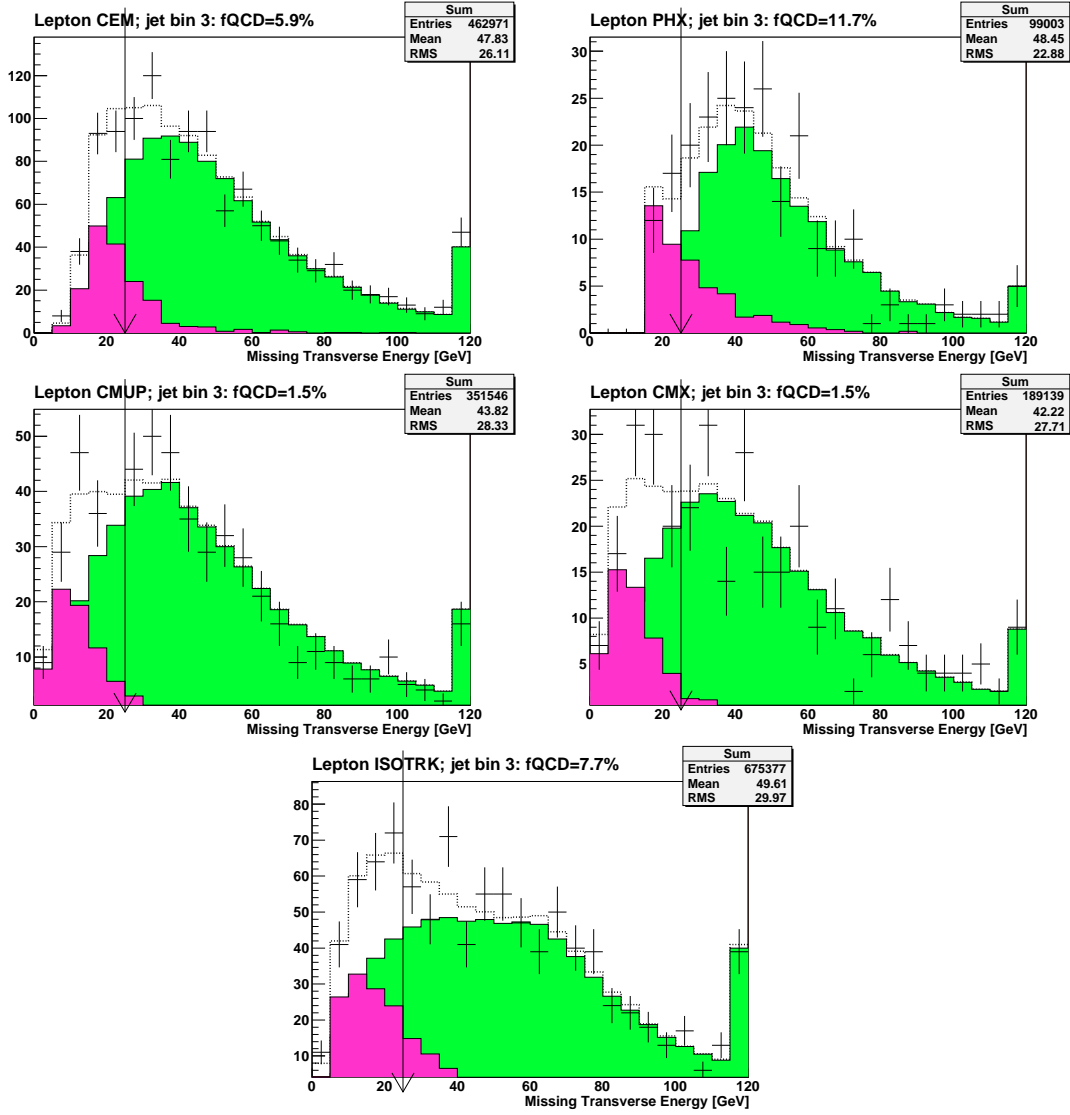 Lepton CEM; jet bin 3: fQCD=5.9%
Sum
Entries 462971
Mean 47.83
RMS 26.11
120
100
80
60
40
20
0
0 20 40 60 80 100 120
Missing Transverse Energy [GeV]
Lepton PHX; jet bin 3: fQCD=11.7%
Sum
Entries 99003
Mean 48.45
RMS 22.88
30
25
20
15
10
5
0
0 20 40 60 80 100 120
Missing Transverse Energy [GeV]
Lepton CMUP; jet bin 3: fQCD=1.5%
Sum
Entries 351546
Mean 43.82
RMS 28.33
50
40
30
20
10
0 20 40 60 80 100 120
Missing Transverse Energy [GeV]
Lepton CMX; jet bin 3: fQCD=1.5%
Sum
Entries 189139
Mean 42.22
RMS 27.71
30
25
20
15
10
5
0 20 40 60 80 100 120
Missing Transverse Energy [GeV]
Lepton ISOTRK; jet bin 3: fQCD=7.7%
Sum
Entries 675377
Mean 49.61
RMS 29.97
80
70
60
50
40
30
20
10
0 20 40 60 80 100 120
Missing Transverse Energy [GeV]